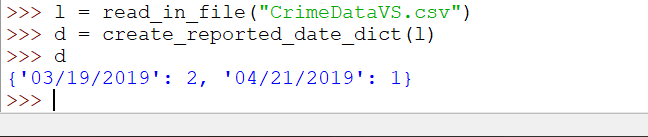 >>> l = read_in_file("CrimeDataVS.csv")
>>> d = create_reported_date_dict(l)
>>> d
{'03/19/2019': 2, '04/21/2019': 1}
>>>